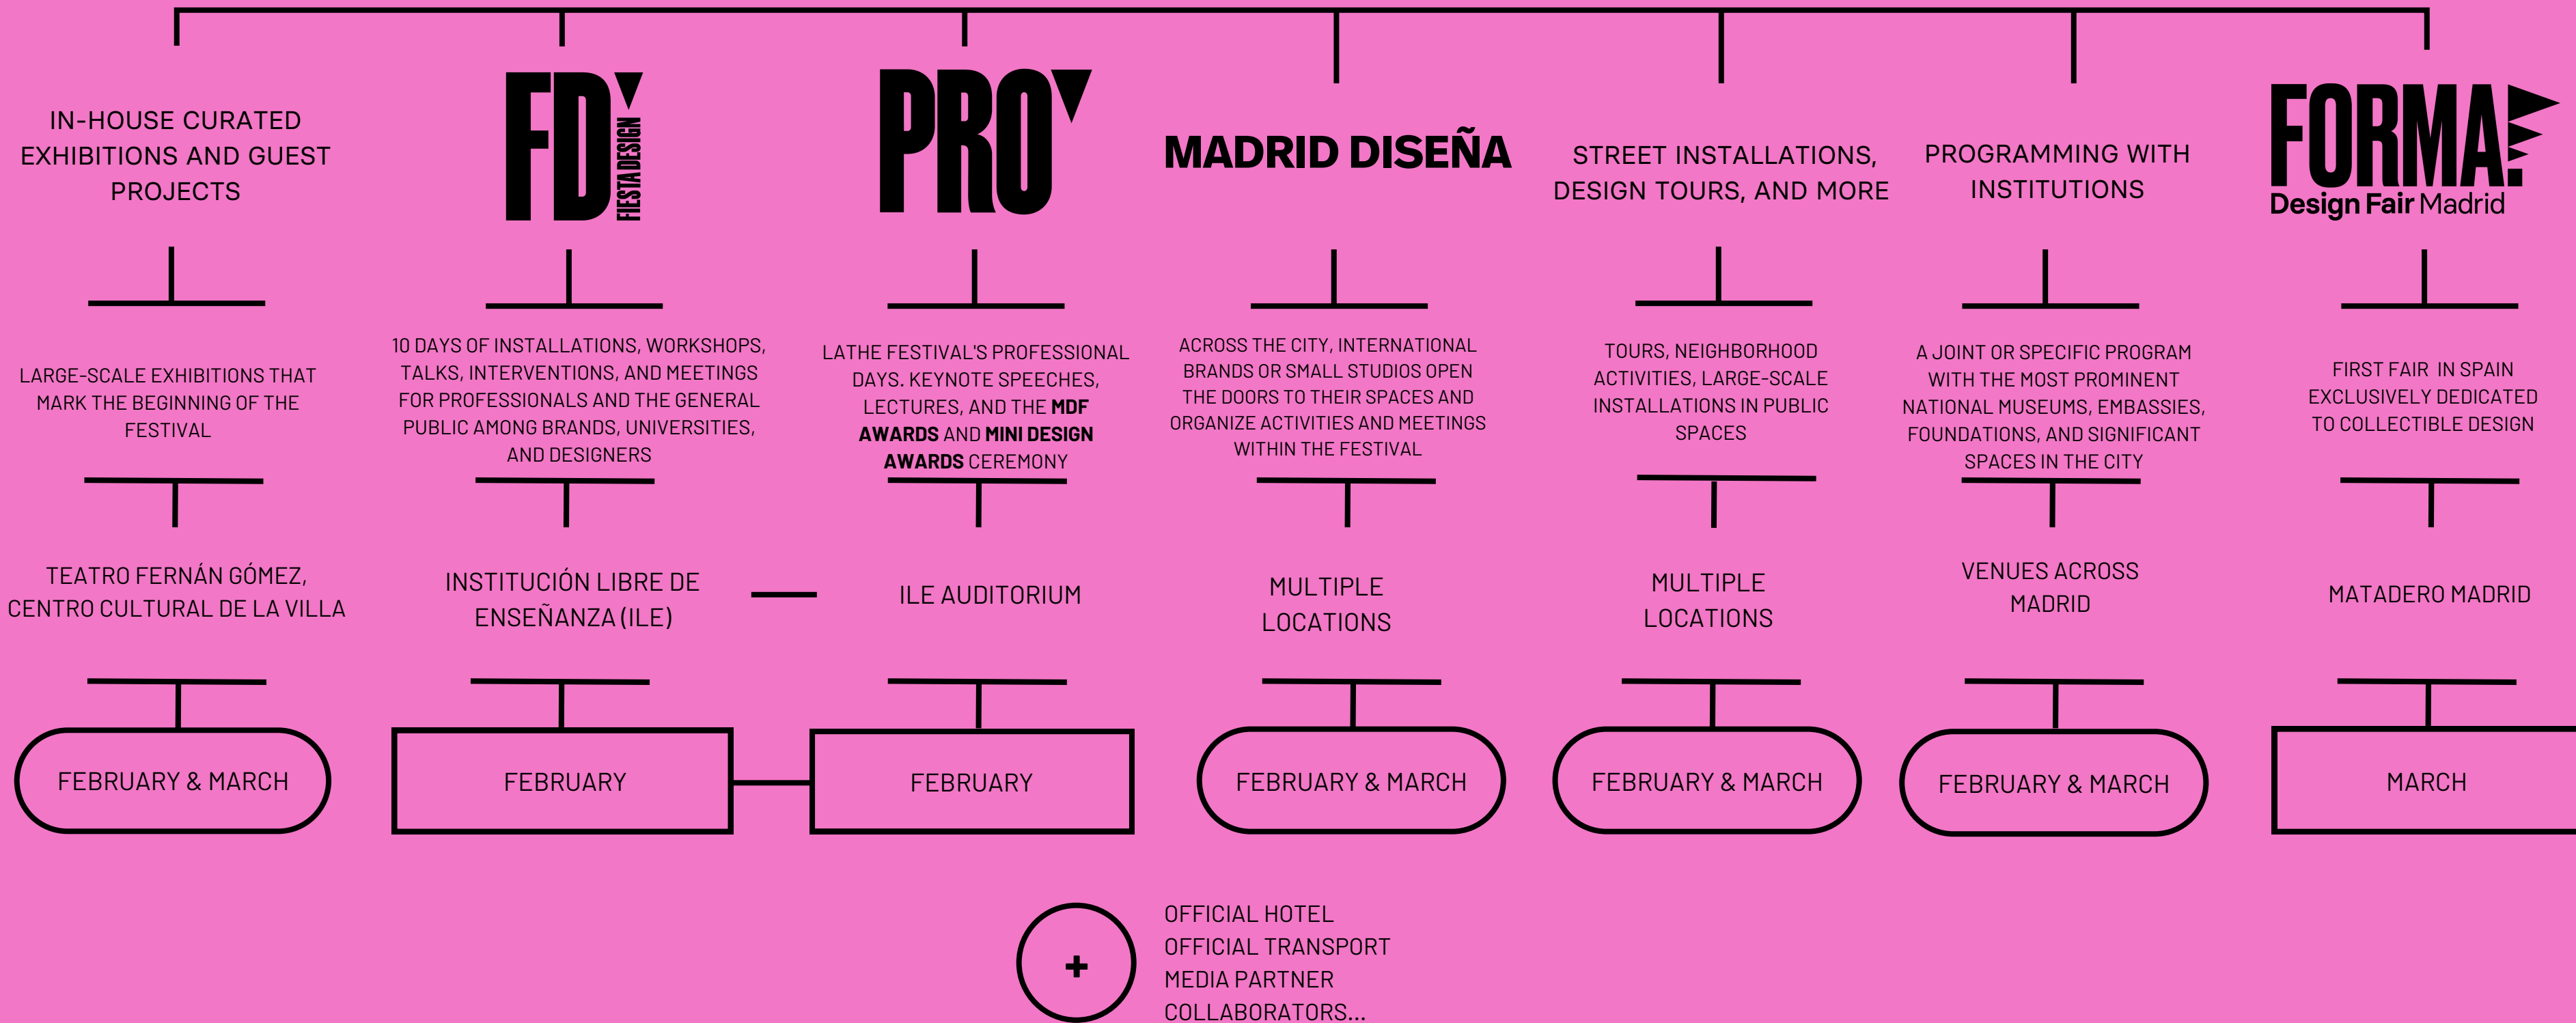 IN-HOUSE CURATED
EXHIBITIONS AND GUEST
PROJECTS
LARGE-SCALE EXHIBITIONS THAT
MARK THE BEGINNING OF THE
FESTIVAL
TEATRO FERNÁN GÓMEZ,
CENTRO CULTURAL DE LA VILLA
FEBRUARY & MARCH
FD
FIESTA DESIGN
10 DAYS OF INSTALLATIONS, WORKSHOPS,
TALKS, INTERVENTIONS, AND MEETINGS
FOR PROFESSIONALS AND THE GENERAL
PUBLIC AMONG BRANDS, UNIVERSITIES,
AND DESIGNERS
INSTITUCIÓN LIBRE DE
ENSEÑANZA (ILE)
FEBRUARY
PRO
LATHE FESTIVAL'S PROFESSIONAL
DAYS. KEYNOTE SPEECHES,
LECTURES, AND THE MDF
AWARDS AND MINI DESIGN
AWARDS CEREMONY
ILE AUDITORIUM
FEBRUARY
MADRID DISEÑA
ACROSS THE CITY, INTERNATIONAL
BRANDS OR SMALL STUDIOS OPEN
THE DOORS TO THEIR SPACES AND
ORGANIZE ACTIVITIES AND MEETINGS
WITHIN THE FESTIVAL
MULTIPLE
LOCATIONS
FEBRUARY & MARCH
STREET INSTALLATIONS,
DESIGN TOURS, AND MORE
TOURS, NEIGHBORHOOD
ACTIVITIES, LARGE-SCALE
INSTALLATIONS IN PUBLIC
SPACES
MULTIPLE
LOCATIONS
FEBRUARY & MARCH
PROGRAMMING WITH
INSTITUTIONS
A JOINT OR SPECIFIC PROGRAM
WITH THE MOST PROMINENT
NATIONAL MUSEUMS, EMBASSIES,
FOUNDATIONS, AND SIGNIFICANT
SPACES IN THE CITY
VENUES ACROSS
MADRID
FEBRUARY & MARCH
FORMA.
Design Fair Madrid
FIRST FAIR IN SPAIN
EXCLUSIVELY DEDICATED
TO COLLECTIBLE DESIGN
MATADERO MADRID
MARCH
+
OFFICIAL HOTEL
OFFICIAL TRANSPORT
MEDIA PARTNER
COLLABORATORS...